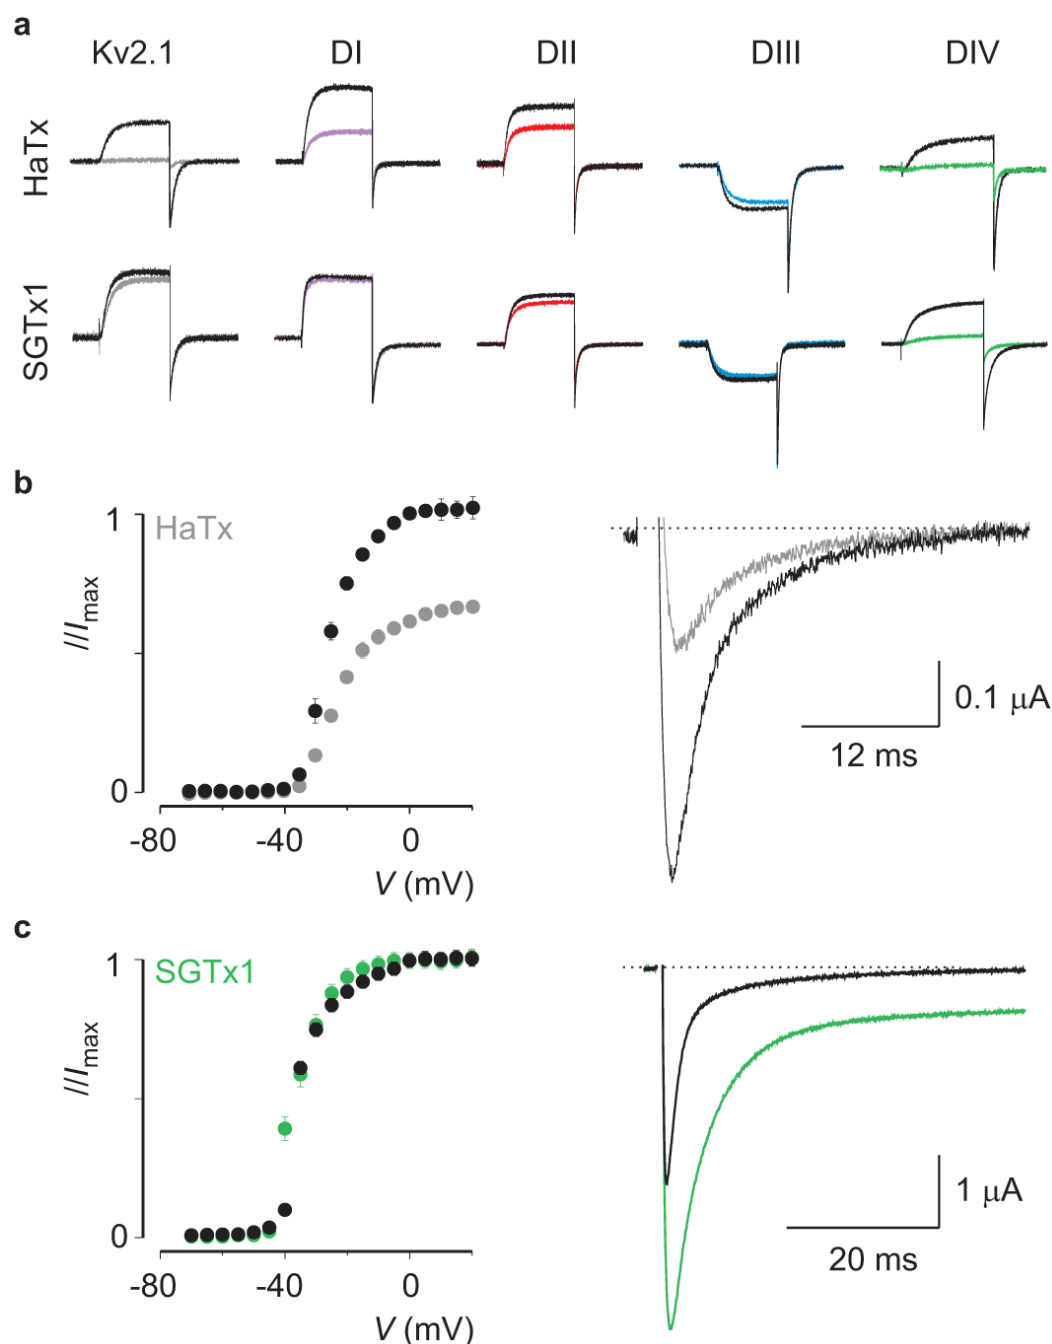 a
Kv2.1 DI DII DIII DIV
HaTx
SGTx1
b
1
HaTx
I/Imax
0
-80 -40 0
V (mV)
0.1 µA
12 ms
c
1
SGTx1
I/Imax
0
-80 -40 0
V (mV)
1 µA
20 ms